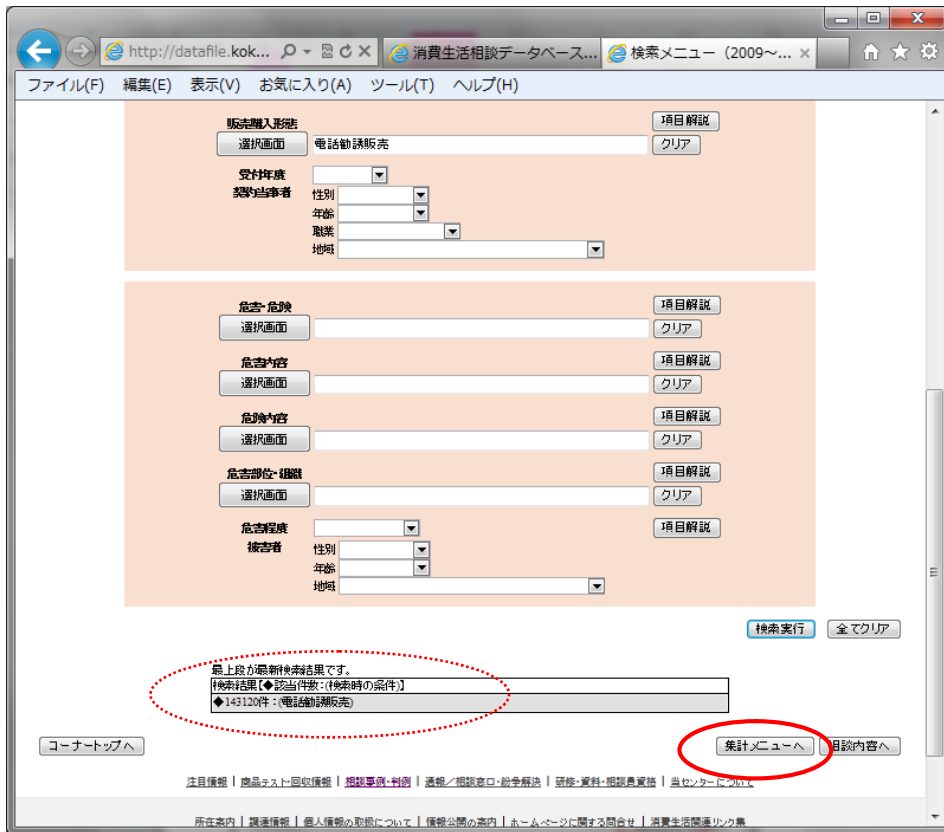 http://datafile.kok... 消費生活相談データベース... 検索メニュー（2009～...
ファイル(F) 編集(E) 表示(V) お気に入り(A) ツール(T) ヘルプ(H)
販売購入形態 項目解説
選択画面 電話勧誘販売 クリア
受付年度
契約当事者 性別
年齢
職業
地域
危害・危険 項目解説
選択画面 クリア
危害内容 項目解説
選択画面 クリア
危険内容 項目解説
選択画面 クリア
危害部位・組織 項目解説
選択画面 クリア
危害程度 項目解説
被害者 性別
年齢
地域
検索実行 全てクリア
最上段が最新検索結果です。
検索結果【◆該当件数：(検索時の条件)】
◆143120件：(電話勧誘販売)
コーナートップへ 集計メニューへ 相談内容へ
注目情報 | 商品テスト・回収情報 | 相談事例・判例 | 通報／相談窓口・紛争解決 | 研修・資料・相談員資格 | 当センターについて
所在案内 | 調達情報 | 個人情報の取扱について | 情報公開の案内 | ホームページに関する問合せ | 消費生活関連リンク集